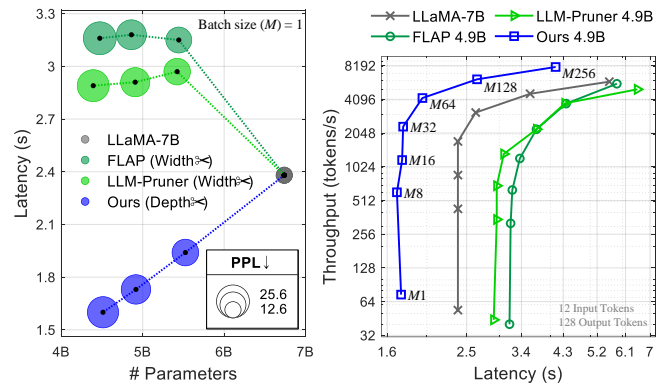 Latency (s)
3.3
3
2.7
2.4
2.1
1.8
1.5
Batch size (M) = 1
LLaMA-7B
FLAP (Width✂)
LLM-Pruner (Width✂)
Ours (Depth✂)
PPL↓
25.6
12.6
4B 5B 6B 7B
# Parameters
LLaMA-7B LLM-Pruner 4.9B
FLAP 4.9B Ours 4.9B
Throughput (tokens/s)
8192
4096
2048
1024
512
256
128
64
32
M256
M128
M64
M32
M16
M8
M1
12 Input Tokens
128 Output Tokens
1.6 2.5 3.4 4.3 5.2 6.1 7
Latency (s)